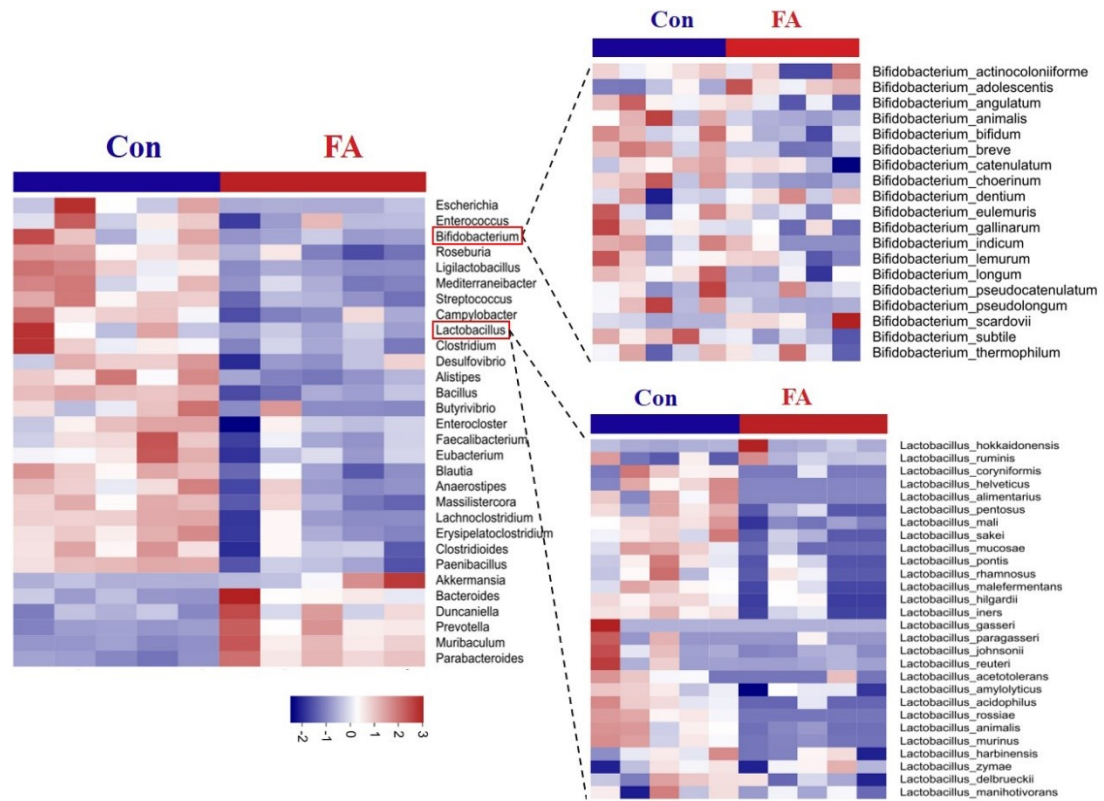 Con FA
Escherichia
Enterococcus
Bifidobacterium
Roseburia
Ligilactobacillus
Mediterraneibacter
Streptococcus
Campylobacter
Lactobacillus
Clostridium
Desulfovibrio
Alistipes
Bacillus
Butyrivibrio
Enterocloster
Faecalibacterium
Eubacterium
Blautia
Anaerostipes
Massilistercora
Lachnoclostridium
Erysipelatoclostridium
Clostridioides
Paenibacillus
Akkermansia
Bacteroides
Duncaniella
Prevotella
Muribaculum
Parabacteroides
-2 -1 0 1 2 3
Con FA
Bifidobacterium_actinocoloniiforme
Bifidobacterium_adolescentis
Bifidobacterium_angulatum
Bifidobacterium_animalis
Bifidobacterium_bifidum
Bifidobacterium_breve
Bifidobacterium_catenulatum
Bifidobacterium_choerinum
Bifidobacterium_dentium
Bifidobacterium_eulemuris
Bifidobacterium_gallinarum
Bifidobacterium_indicum
Bifidobacterium_lemurum
Bifidobacterium_longum
Bifidobacterium_pseudocatenulatum
Bifidobacterium_pseudolongum
Bifidobacterium_scardovii
Bifidobacterium_subtile
Bifidobacterium_thermophilum
Con FA
Lactobacillus_hokkaidonensis
Lactobacillus_ruminis
Lactobacillus_coryniformis
Lactobacillus_helveticus
Lactobacillus_alimentarius
Lactobacillus_pentosus
Lactobacillus_mali
Lactobacillus_sakei
Lactobacillus_mucosae
Lactobacillus_pontis
Lactobacillus_rhamnosus
Lactobacillus_malefermentans
Lactobacillus_hilgardii
Lactobacillus_iners
Lactobacillus_gasseri
Lactobacillus_paragasseri
Lactobacillus_johnsonii
Lactobacillus_reuteri
Lactobacillus_acetotolerans
Lactobacillus_amylolyticus
Lactobacillus_acidophilus
Lactobacillus_rossiae
Lactobacillus_animalis
Lactobacillus_murinus
Lactobacillus_harbinensis
Lactobacillus_zymae
Lactobacillus_delbrueckii
Lactobacillus_manihotivorans